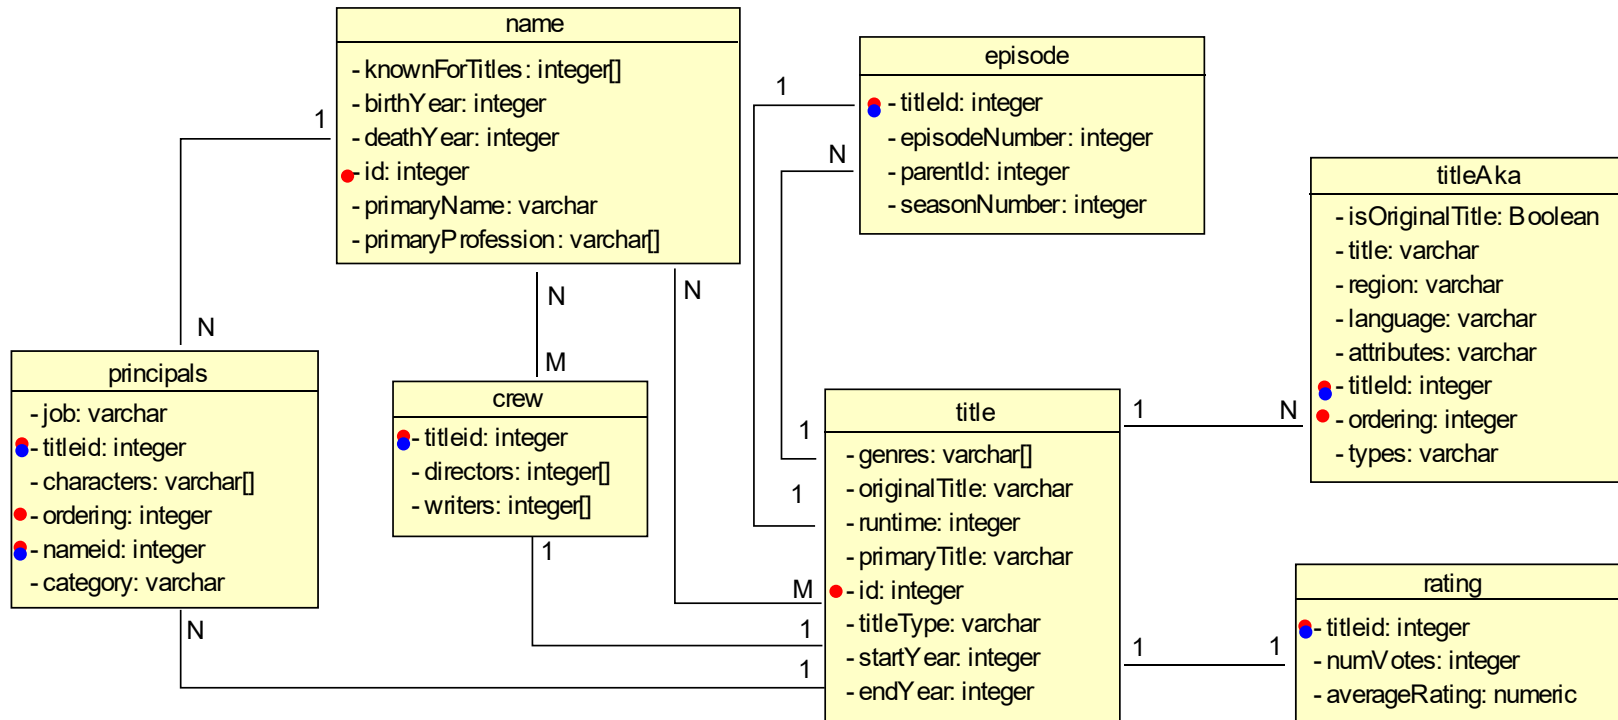 name
- knownForTitles: integer[]
- birthYear: integer
- deathYear: integer
- id: integer
- primaryName: varchar
- primaryProfession: varchar[]
episode
- titleId: integer
- episodeNumber: integer
- parentId: integer
- seasonNumber: integer
titleAka
- isOriginalTitle: Boolean
- title: varchar
- region: varchar
- language: varchar
- attributes: varchar
- titleId: integer
- ordering: integer
- types: varchar
principals
- job: varchar
- titleid: integer
- characters: varchar[]
- ordering: integer
- nameid: integer
- category: varchar
crew
- titleid: integer
- directors: integer[]
- writers: integer[]
title
- genres: varchar[]
- originalTitle: varchar
- runtime: integer
- primaryTitle: varchar
- id: integer
- titleType: varchar
- startYear: integer
- endYear: integer
rating
- titleid: integer
- numVotes: integer
- averageRating: numeric
1
N
N
M
N
M
1
1
N
1
1
N
1
1
N
1
1
1